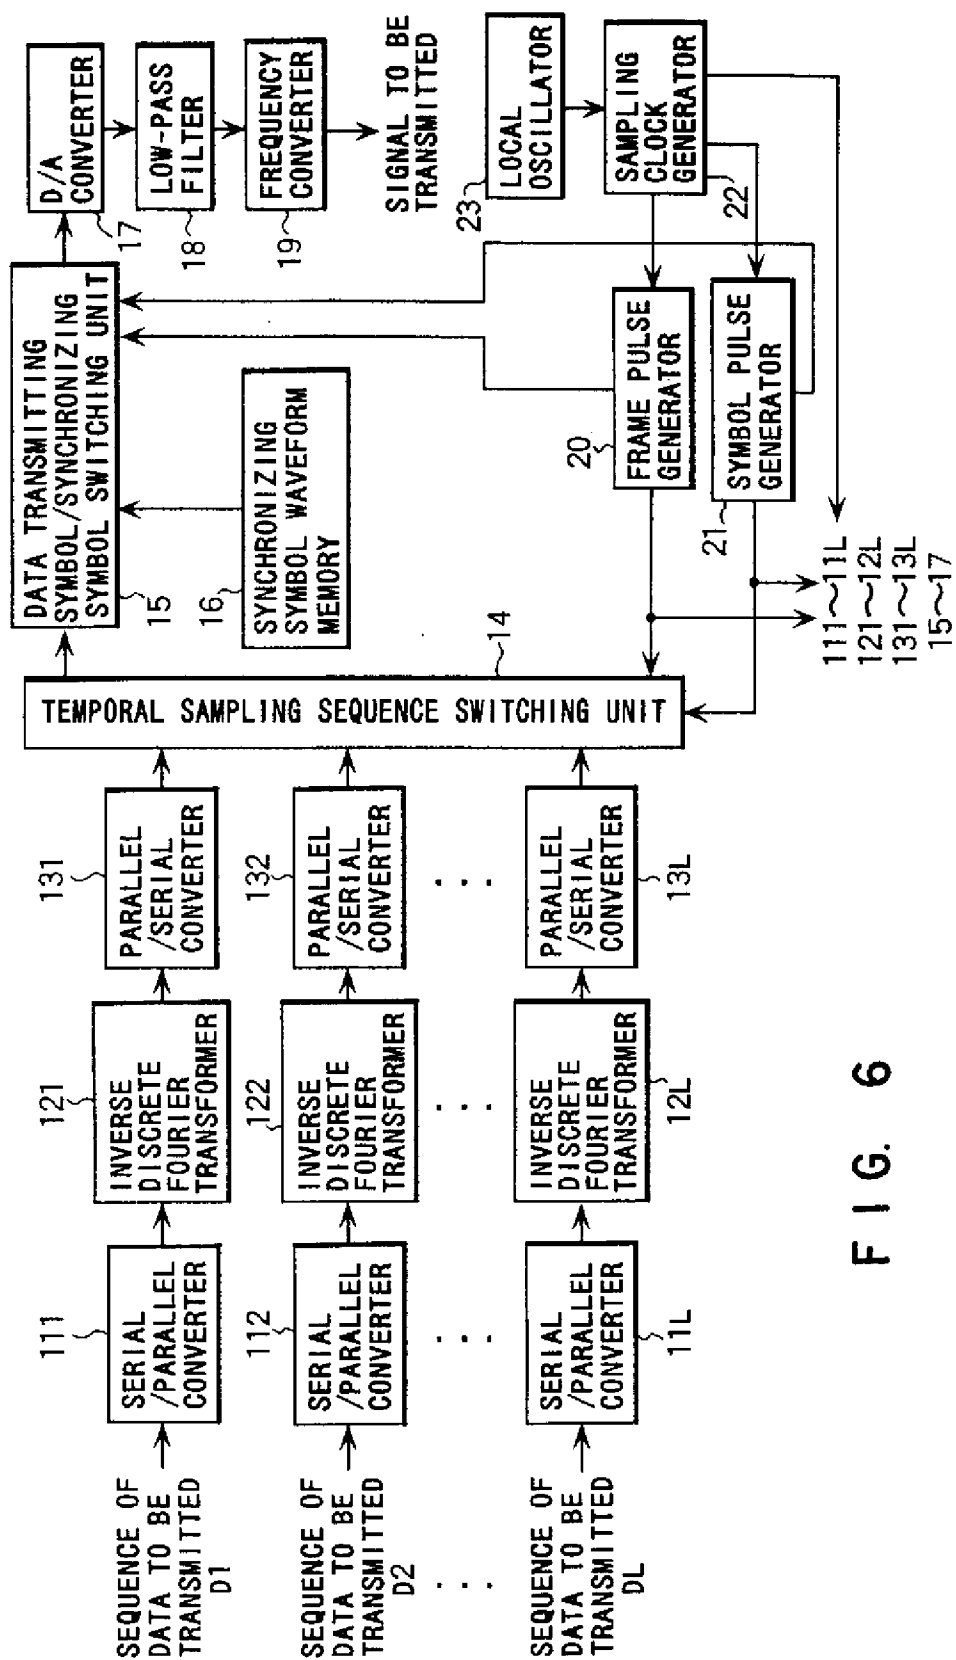 SEQUENCE OF
DATA TO BE
TRANSMITTED
D1
111
SERIAL
/PARALLEL
CONVERTER
121
INVERSE
DISCRETE
FOURIER
TRANSFORMER
131
PARALLEL
/SERIAL
CONVERTER
SEQUENCE OF
DATA TO BE
TRANSMITTED
D2
112
SERIAL
/PARALLEL
CONVERTER
122
INVERSE
DISCRETE
FOURIER
TRANSFORMER
132
PARALLEL
/SERIAL
CONVERTER
. . .
. . .
. . .
. . .
SEQUENCE OF
DATA TO BE
TRANSMITTED
DL
SERIAL
/PARALLEL
CONVERTER
11L
INVERSE
DISCRETE
FOURIER
TRANSFORMER
12L
PARALLEL
/SERIAL
CONVERTER
13L
TEMPORAL SAMPLING SEQUENCE SWITCHING UNIT
14
DATA TRANSMITTING
SYMBOL/SYNCHRONIZING
SYMBOL SWITCHING UNIT
15
16
SYNCHRONIZING
SYMBOL WAVEFORM
MEMORY
D/A
CONVERTER
17
LOW-PASS
FILTER
18
FREQUENCY
CONVERTER
19
SIGNAL TO BE
TRANSMITTED
LOCAL
OSCILLATOR
23
SAMPLING
CLOCK
GENERATOR
22
20
FRAME PULSE
GENERATOR
21
SYMBOL PULSE
GENERATOR
111~11L
121~12L
131~13L
15~17
FIG. 6